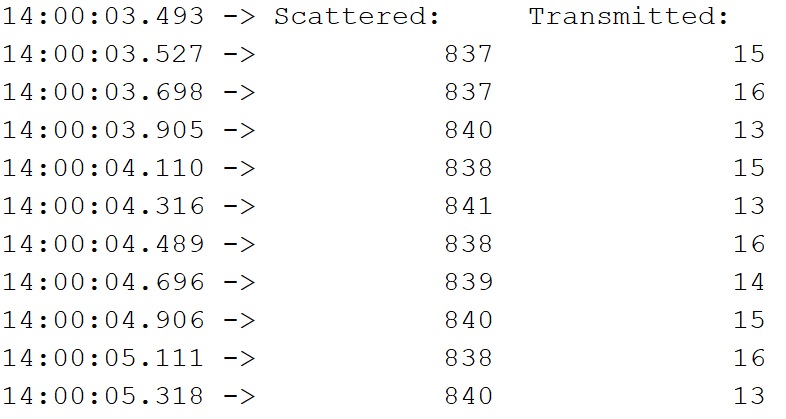 14:00:03.493 -> Scattered: Transmitted:
14:00:03.527 -> 837 15
14:00:03.698 -> 837 16
14:00:03.905 -> 840 13
14:00:04.110 -> 838 15
14:00:04.316 -> 841 13
14:00:04.489 -> 838 16
14:00:04.696 -> 839 14
14:00:04.906 -> 840 15
14:00:05.111 -> 838 16
14:00:05.318 -> 840 13